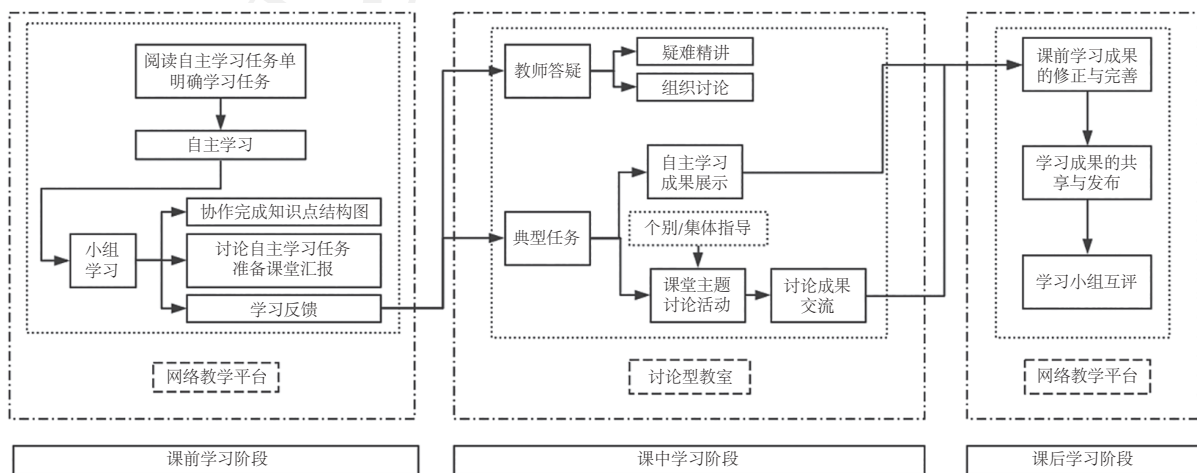 阅读自主学习任务单
明确学习任务
自主学习
小组
学习
协作完成知识点结构图
讨论自主学习任务
准备课堂汇报
学习反馈
网络教学平台
课前学习阶段
教师答疑
疑难精讲
组织讨论
典型任务
自主学习
成果展示
个别/集体指导
课堂主题
讨论活动
讨论成果
交流
讨论型教室
课中学习阶段
课前学习成果
的修正与完善
学习成果的共
享与发布
学习小组互评
网络教学平台
课后学习阶段